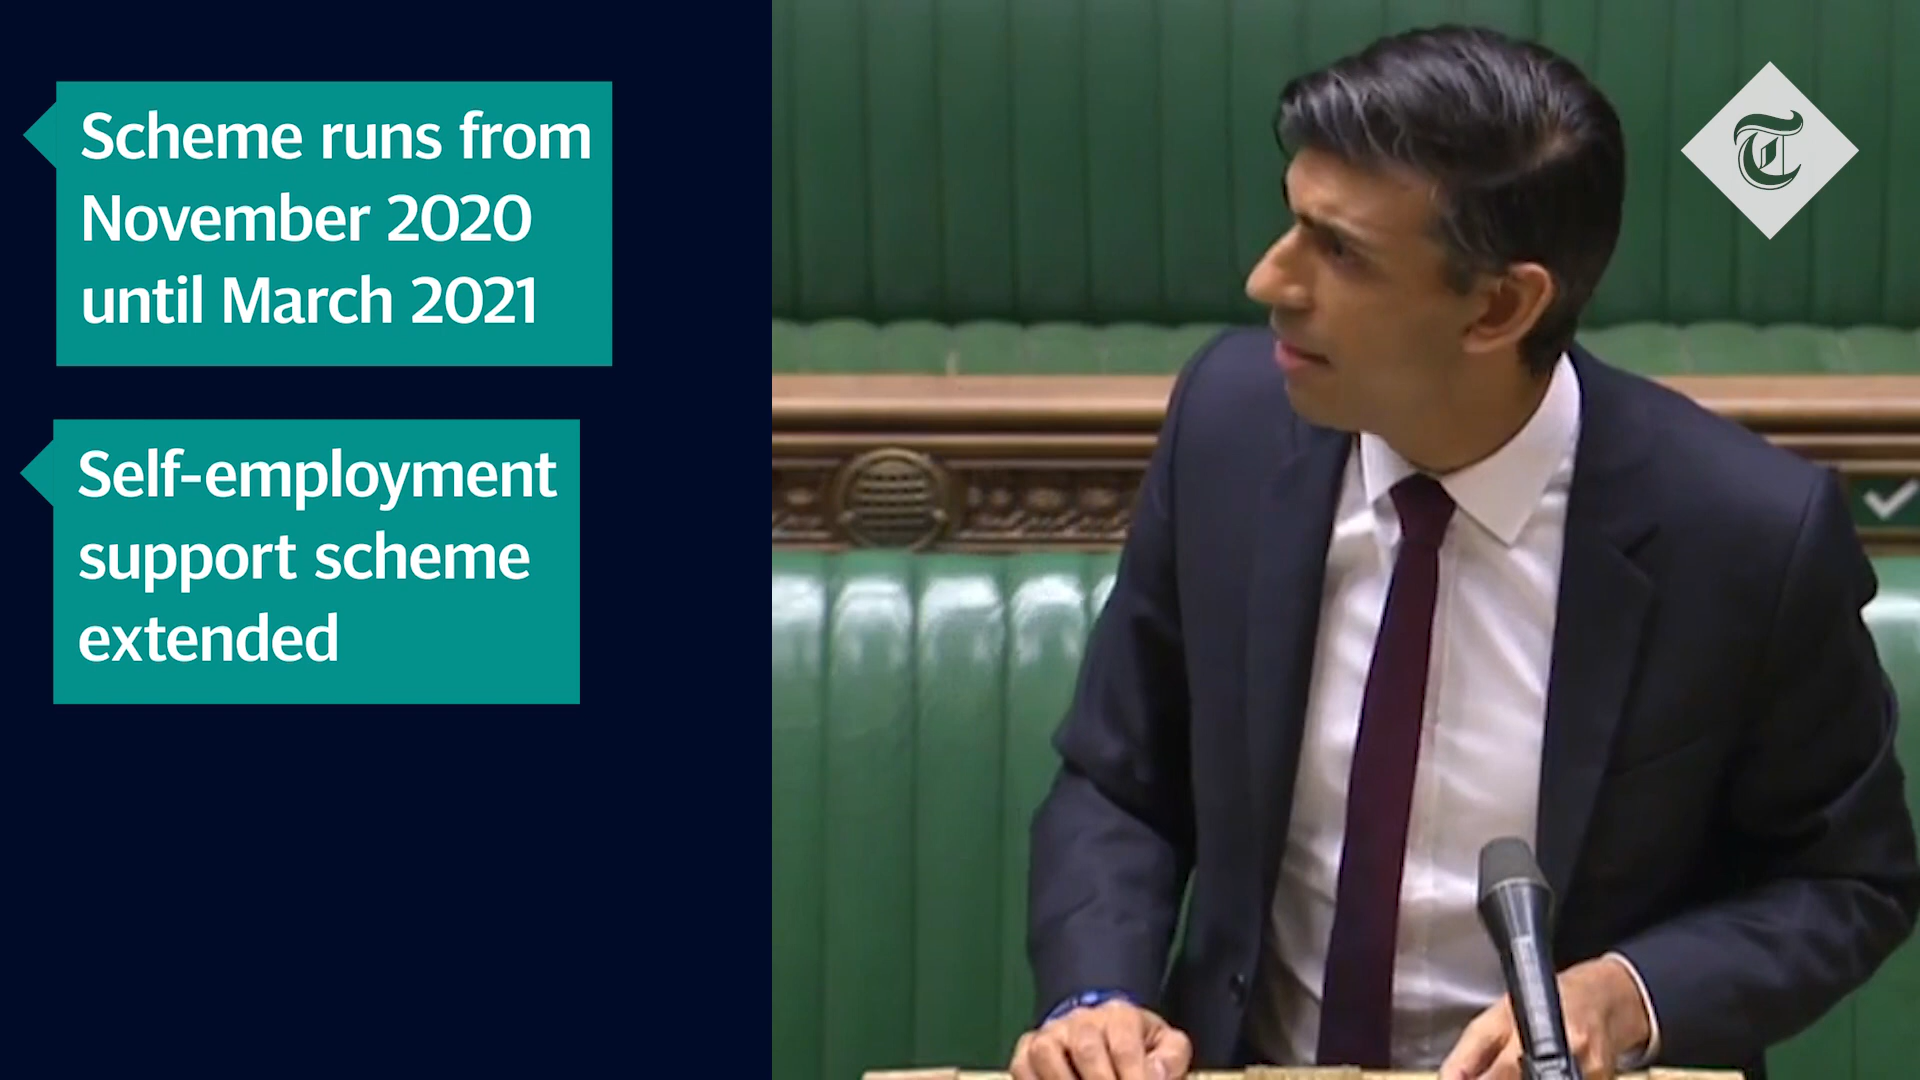 Scheme runs from
November 2020
until March 2021
Self-employment
support scheme
extended
T